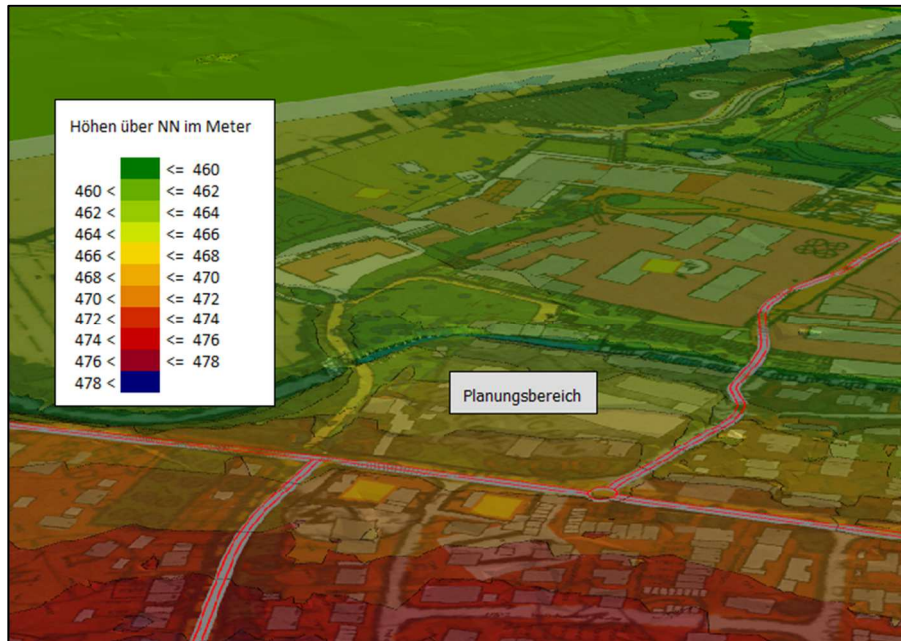 Höhen über NN im Meter
<= 460
460 < <= 462
462 < <= 464
464 < <= 466
466 < <= 468
468 < <= 470
470 < <= 472
472 < <= 474
474 < <= 476
476 < <= 478
478 <
Planungsbereich